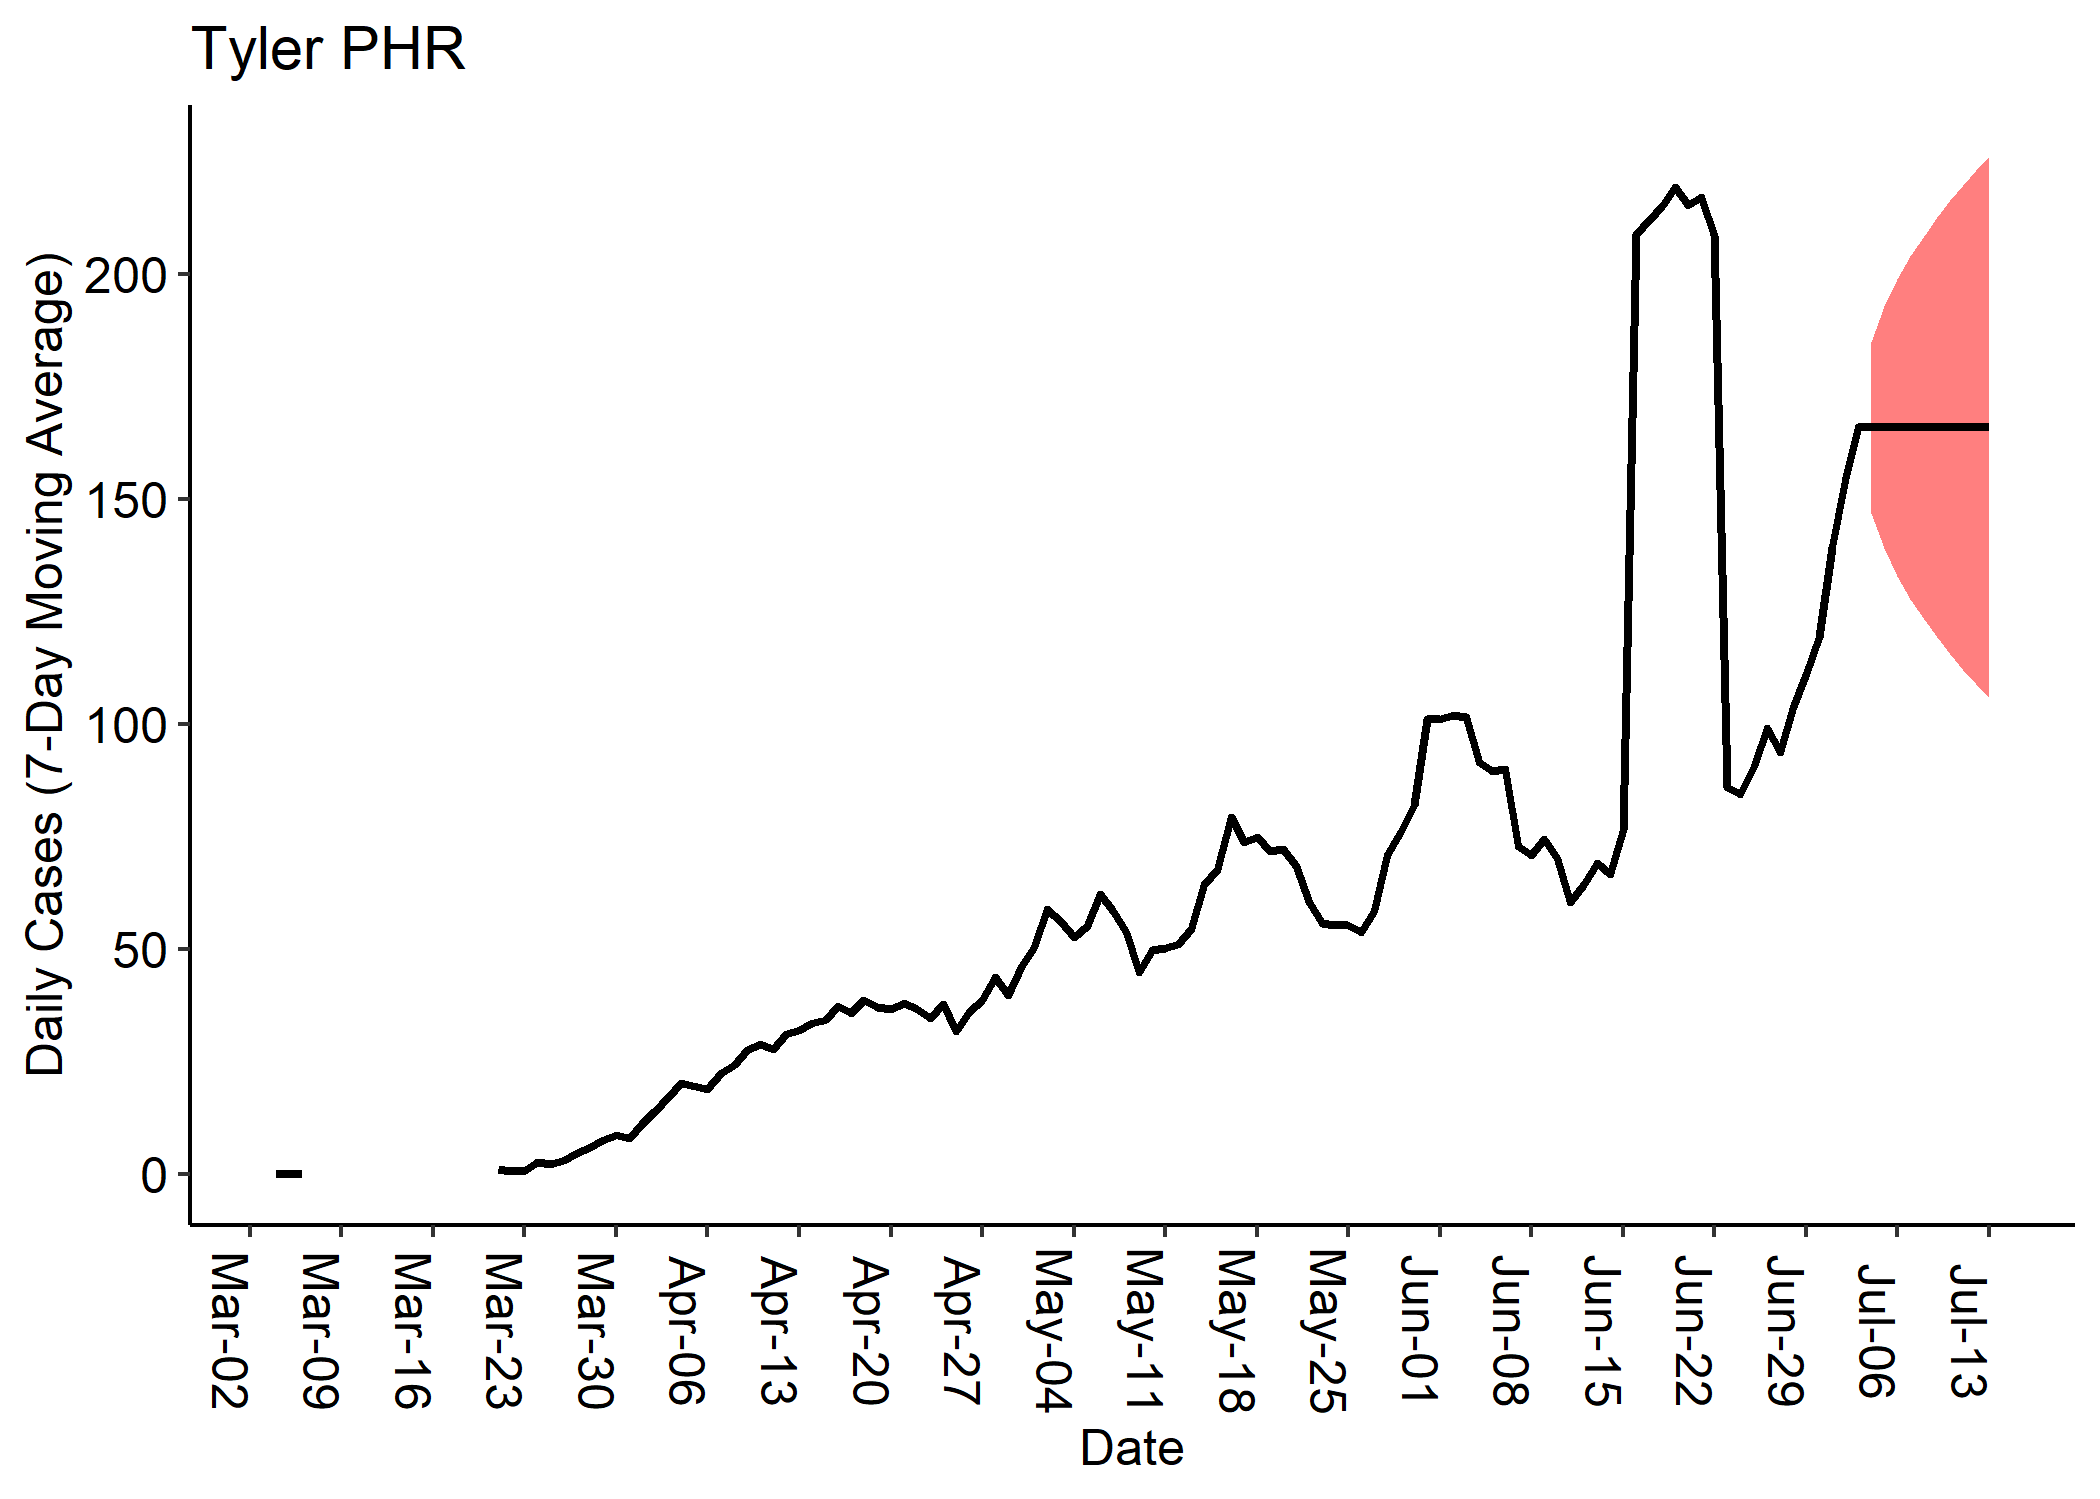 Tyler PHR
Daily Cases (7-Day Moving Average)
200
150
100
50
0
Mar-02
Mar-09
Mar-16
Mar-23
Mar-30
Apr-06
Apr-13
Apr-20
Apr-27
May-04
May-11
May-18
May-25
Jun-01
Jun-08
Jun-15
Jun-22
Jun-29
Jul-06
Jul-13
Date